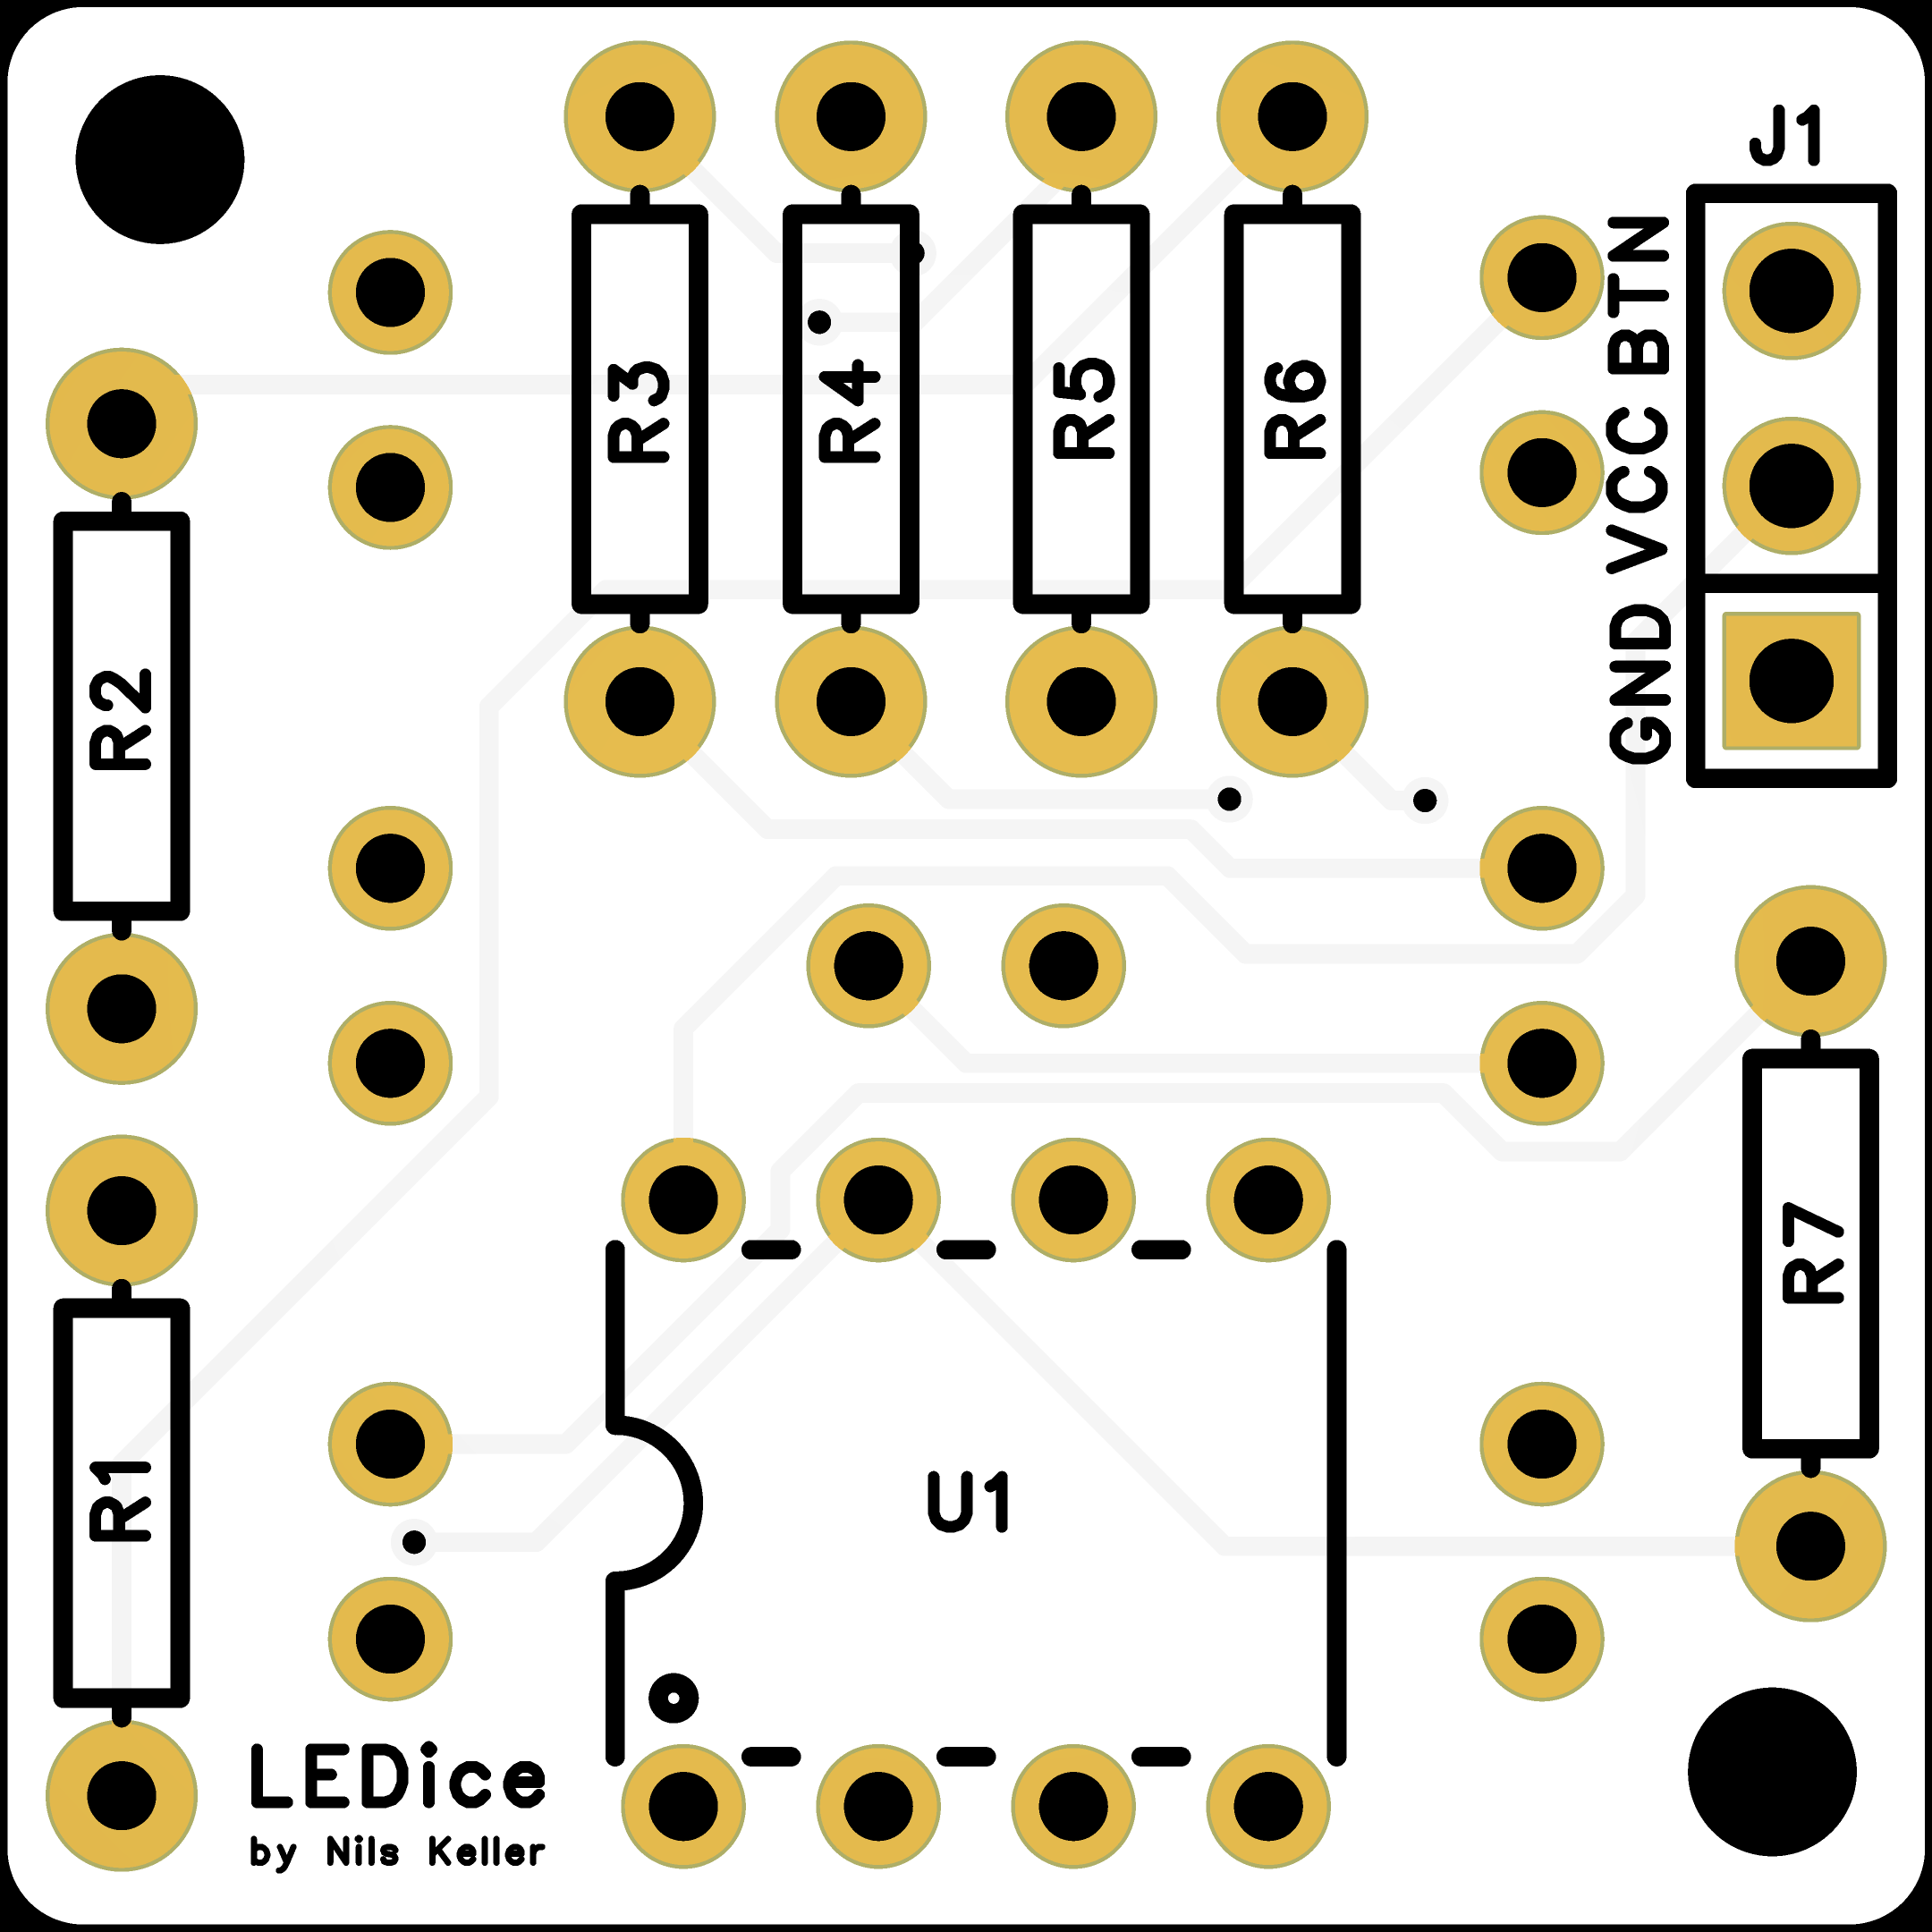 J1
BTN
VCC
GND
R3
R4
R5
R6
R2
R7
R1
U1
LEDice
by Nils Keller